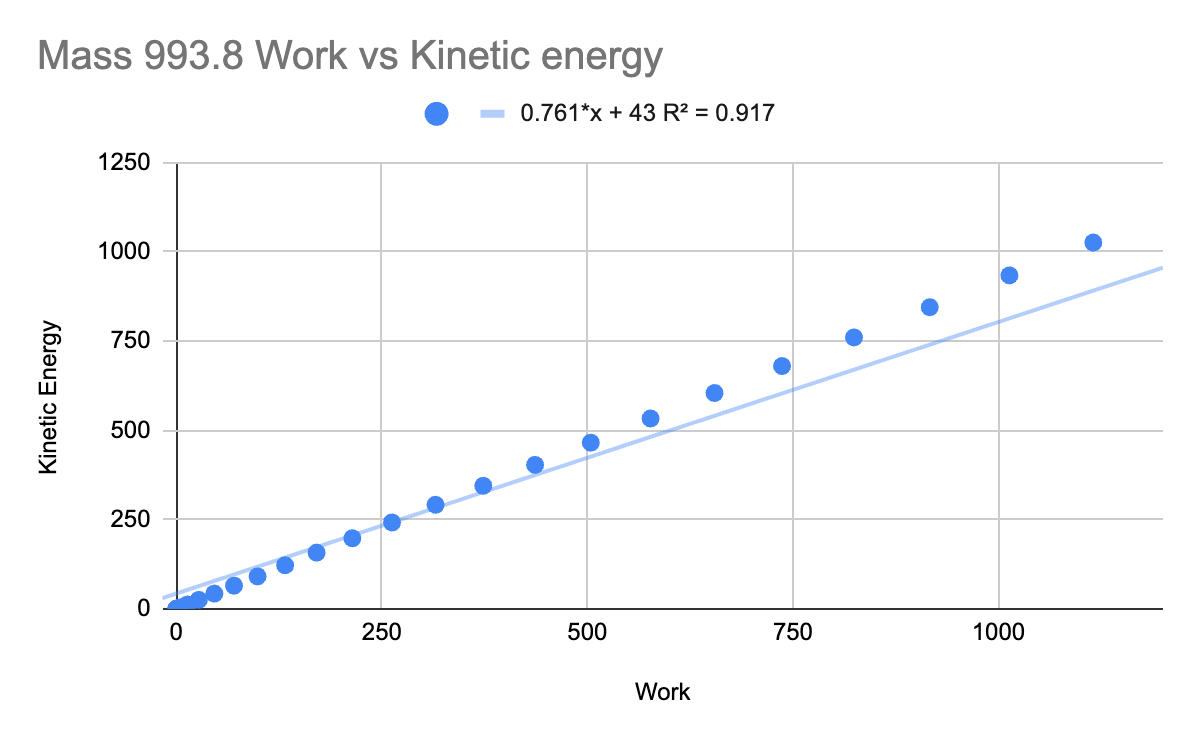 Mass 993.8 Work vs Kinetic energy
0.761*x + 43 R² = 0.917
1250
1000
750
500
250
0
Kinetic Energy
0 250 500 750 1000
Work